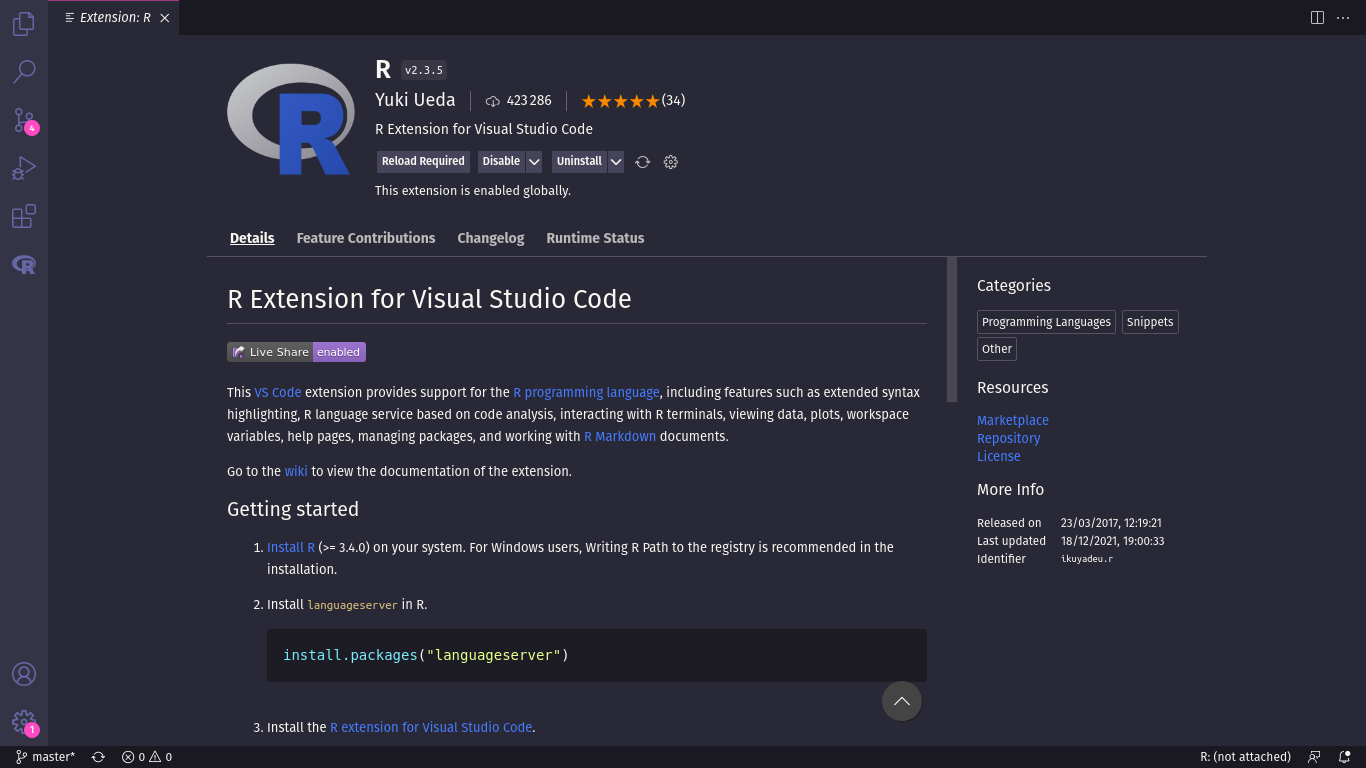 Extension: R
R v2.3.5
Yuki Ueda 423 286 (34)
R Extension for Visual Studio Code
Reload Required Disable Uninstall
This extension is enabled globally.
Details Feature Contributions Changelog Runtime Status
R Extension for Visual Studio Code
Live Share enabled
This VS Code extension provides support for the R programming language, including features such as extended syntax
highlighting, R language service based on code analysis, interacting with R terminals, viewing data, plots, workspace
variables, help pages, managing packages, and working with R Markdown documents.
Go to the wiki to view the documentation of the extension.
Getting started
1. Install R (>= 3.4.0) on your system. For Windows users, Writing R Path to the registry is recommended in the
installation.
2. Install languageserver in R.
install.packages("languageserver")
3. Install the R extension for Visual Studio Code.
Categories
Programming Languages Snippets
Other
Resources
Marketplace
Repository
License
More Info
Released on 23/03/2017, 12:19:21
Last updated 18/12/2021, 19:00:33
Identifier ikuyadeu.r
4
R
1
master* 0 0 R: (not attached)